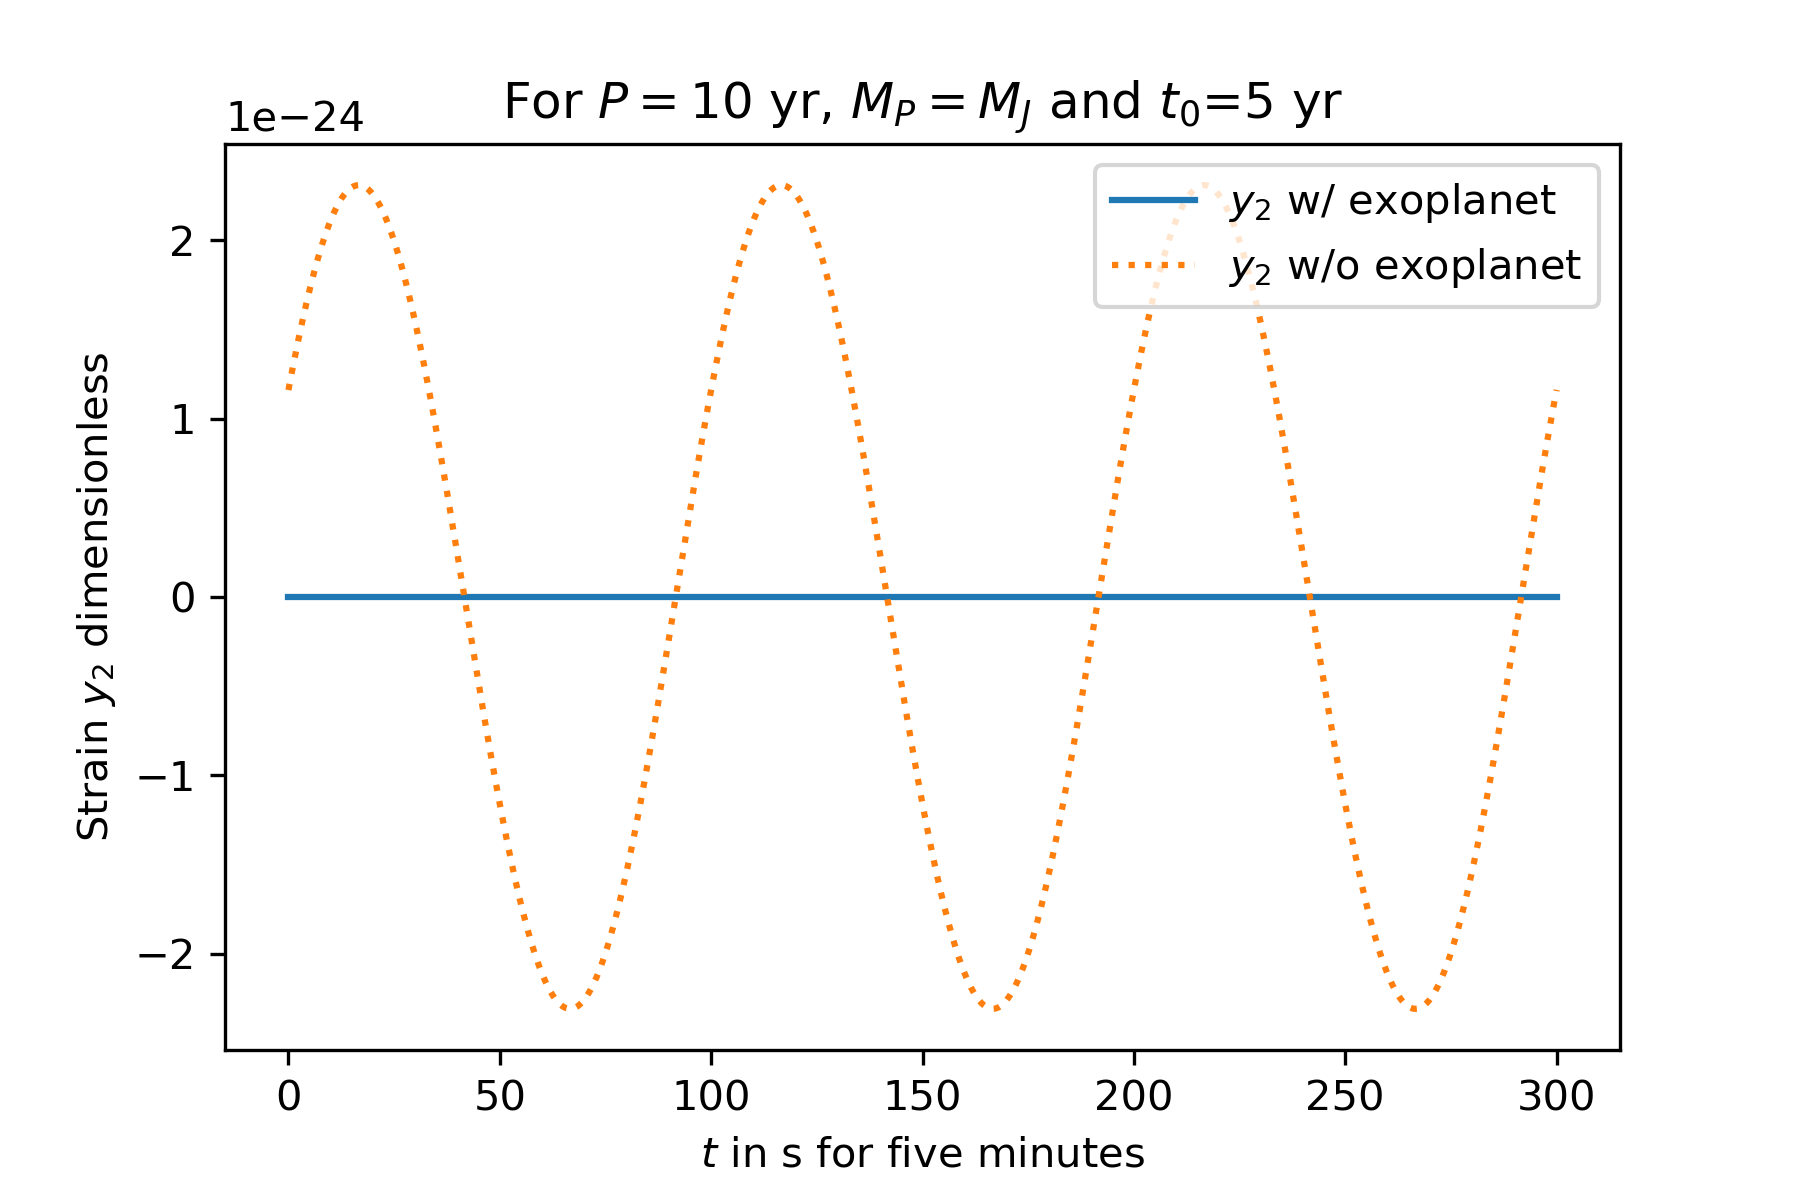 For P = 10 yr, M_P = M_J and t_0=5 yr
1e−24
y_2 w/ exoplanet
y_2 w/o exoplanet
Strain y_2 dimensionless
2
1
0
−1
−2
0 50 100 150 200 250 300
t in s for five minutes